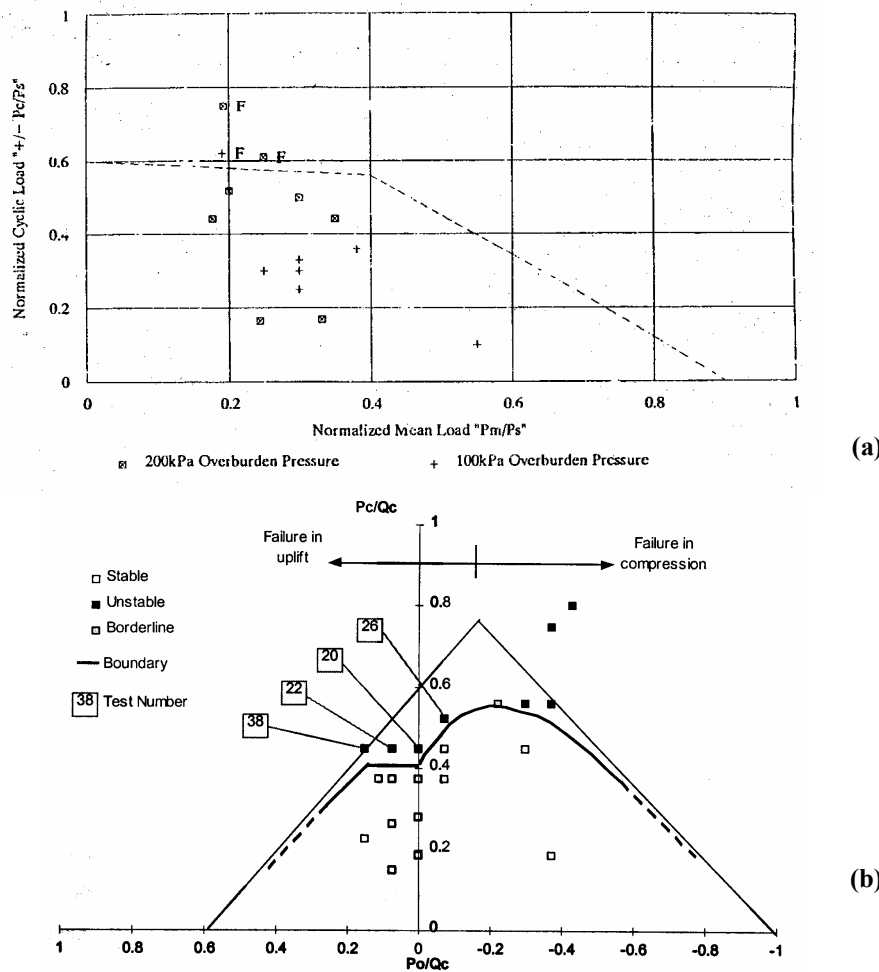 1
0.8
0.6
0.4
0.2
0
Normalized Cyclic Load "+/- Pc/Ps"
F
F
F
0
0.2
0.4
0.6
0.8
1
Normalized Mean Load "Pm/Ps"
200kPa Overburden Pressure
100kPa Overburden Pressure
(a)
Pc/Qc
1
Failure in
uplift
Failure in
compression
Stable
Unstable
Borderline
Boundary
38 Test Number
26
20
22
38
0.8
0.6
0.4
0.2
0
1
0.8
0.6
0.4
0.2
0
-0.2
-0.4
-0.6
-0.8
-1
Po/Qc
(b)